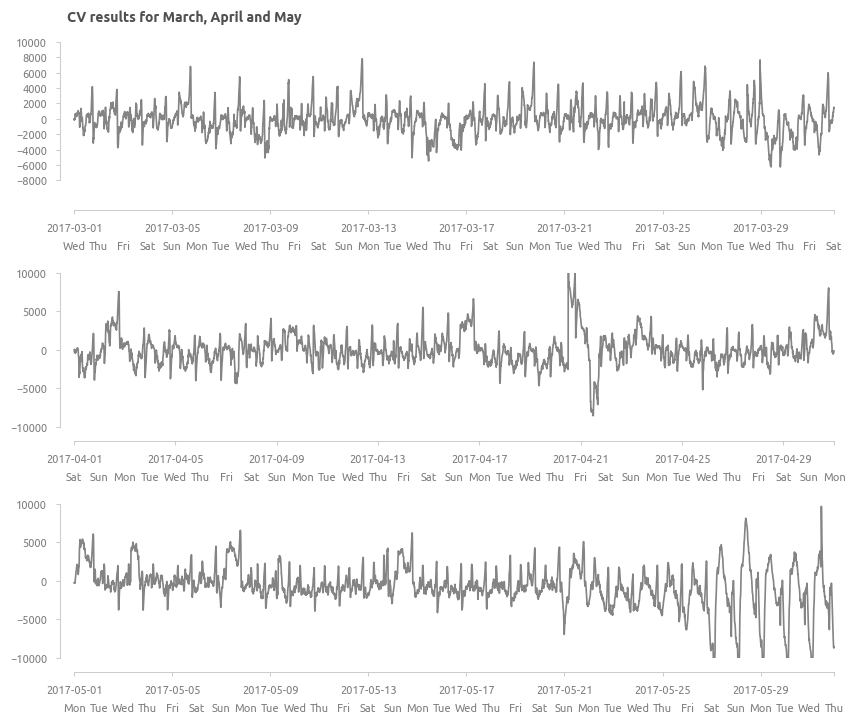 CV results for March, April and May
10000
8000
6000
4000
2000
0
−2000
−4000
−6000
−8000
2017-03-01 2017-03-05 2017-03-09 2017-03-13 2017-03-17 2017-03-21 2017-03-25 2017-03-29
Wed Thu Fri Sat Sun Mon Tue Wed Thu Fri Sat Sun Mon Tue Wed Thu Fri Sat Sun Mon Tue Wed Thu Fri Sat Sun Mon Tue Wed Thu Fri Sat
10000
5000
0
−5000
−10000
2017-04-01 2017-04-05 2017-04-09 2017-04-13 2017-04-17 2017-04-21 2017-04-25 2017-04-29
Sat Sun Mon Tue Wed Thu Fri Sat Sun Mon Tue Wed Thu Fri Sat Sun Mon Tue Wed Thu Fri Sat Sun Mon Tue Wed Thu Fri Sat Sun Mon
10000
5000
0
−5000
−10000
2017-05-01 2017-05-05 2017-05-09 2017-05-13 2017-05-17 2017-05-21 2017-05-25 2017-05-29
Mon Tue Wed Thu Fri Sat Sun Mon Tue Wed Thu Fri Sat Sun Mon Tue Wed Thu Fri Sat Sun Mon Tue Wed Thu Fri Sat Sun Mon Tue Wed Thu